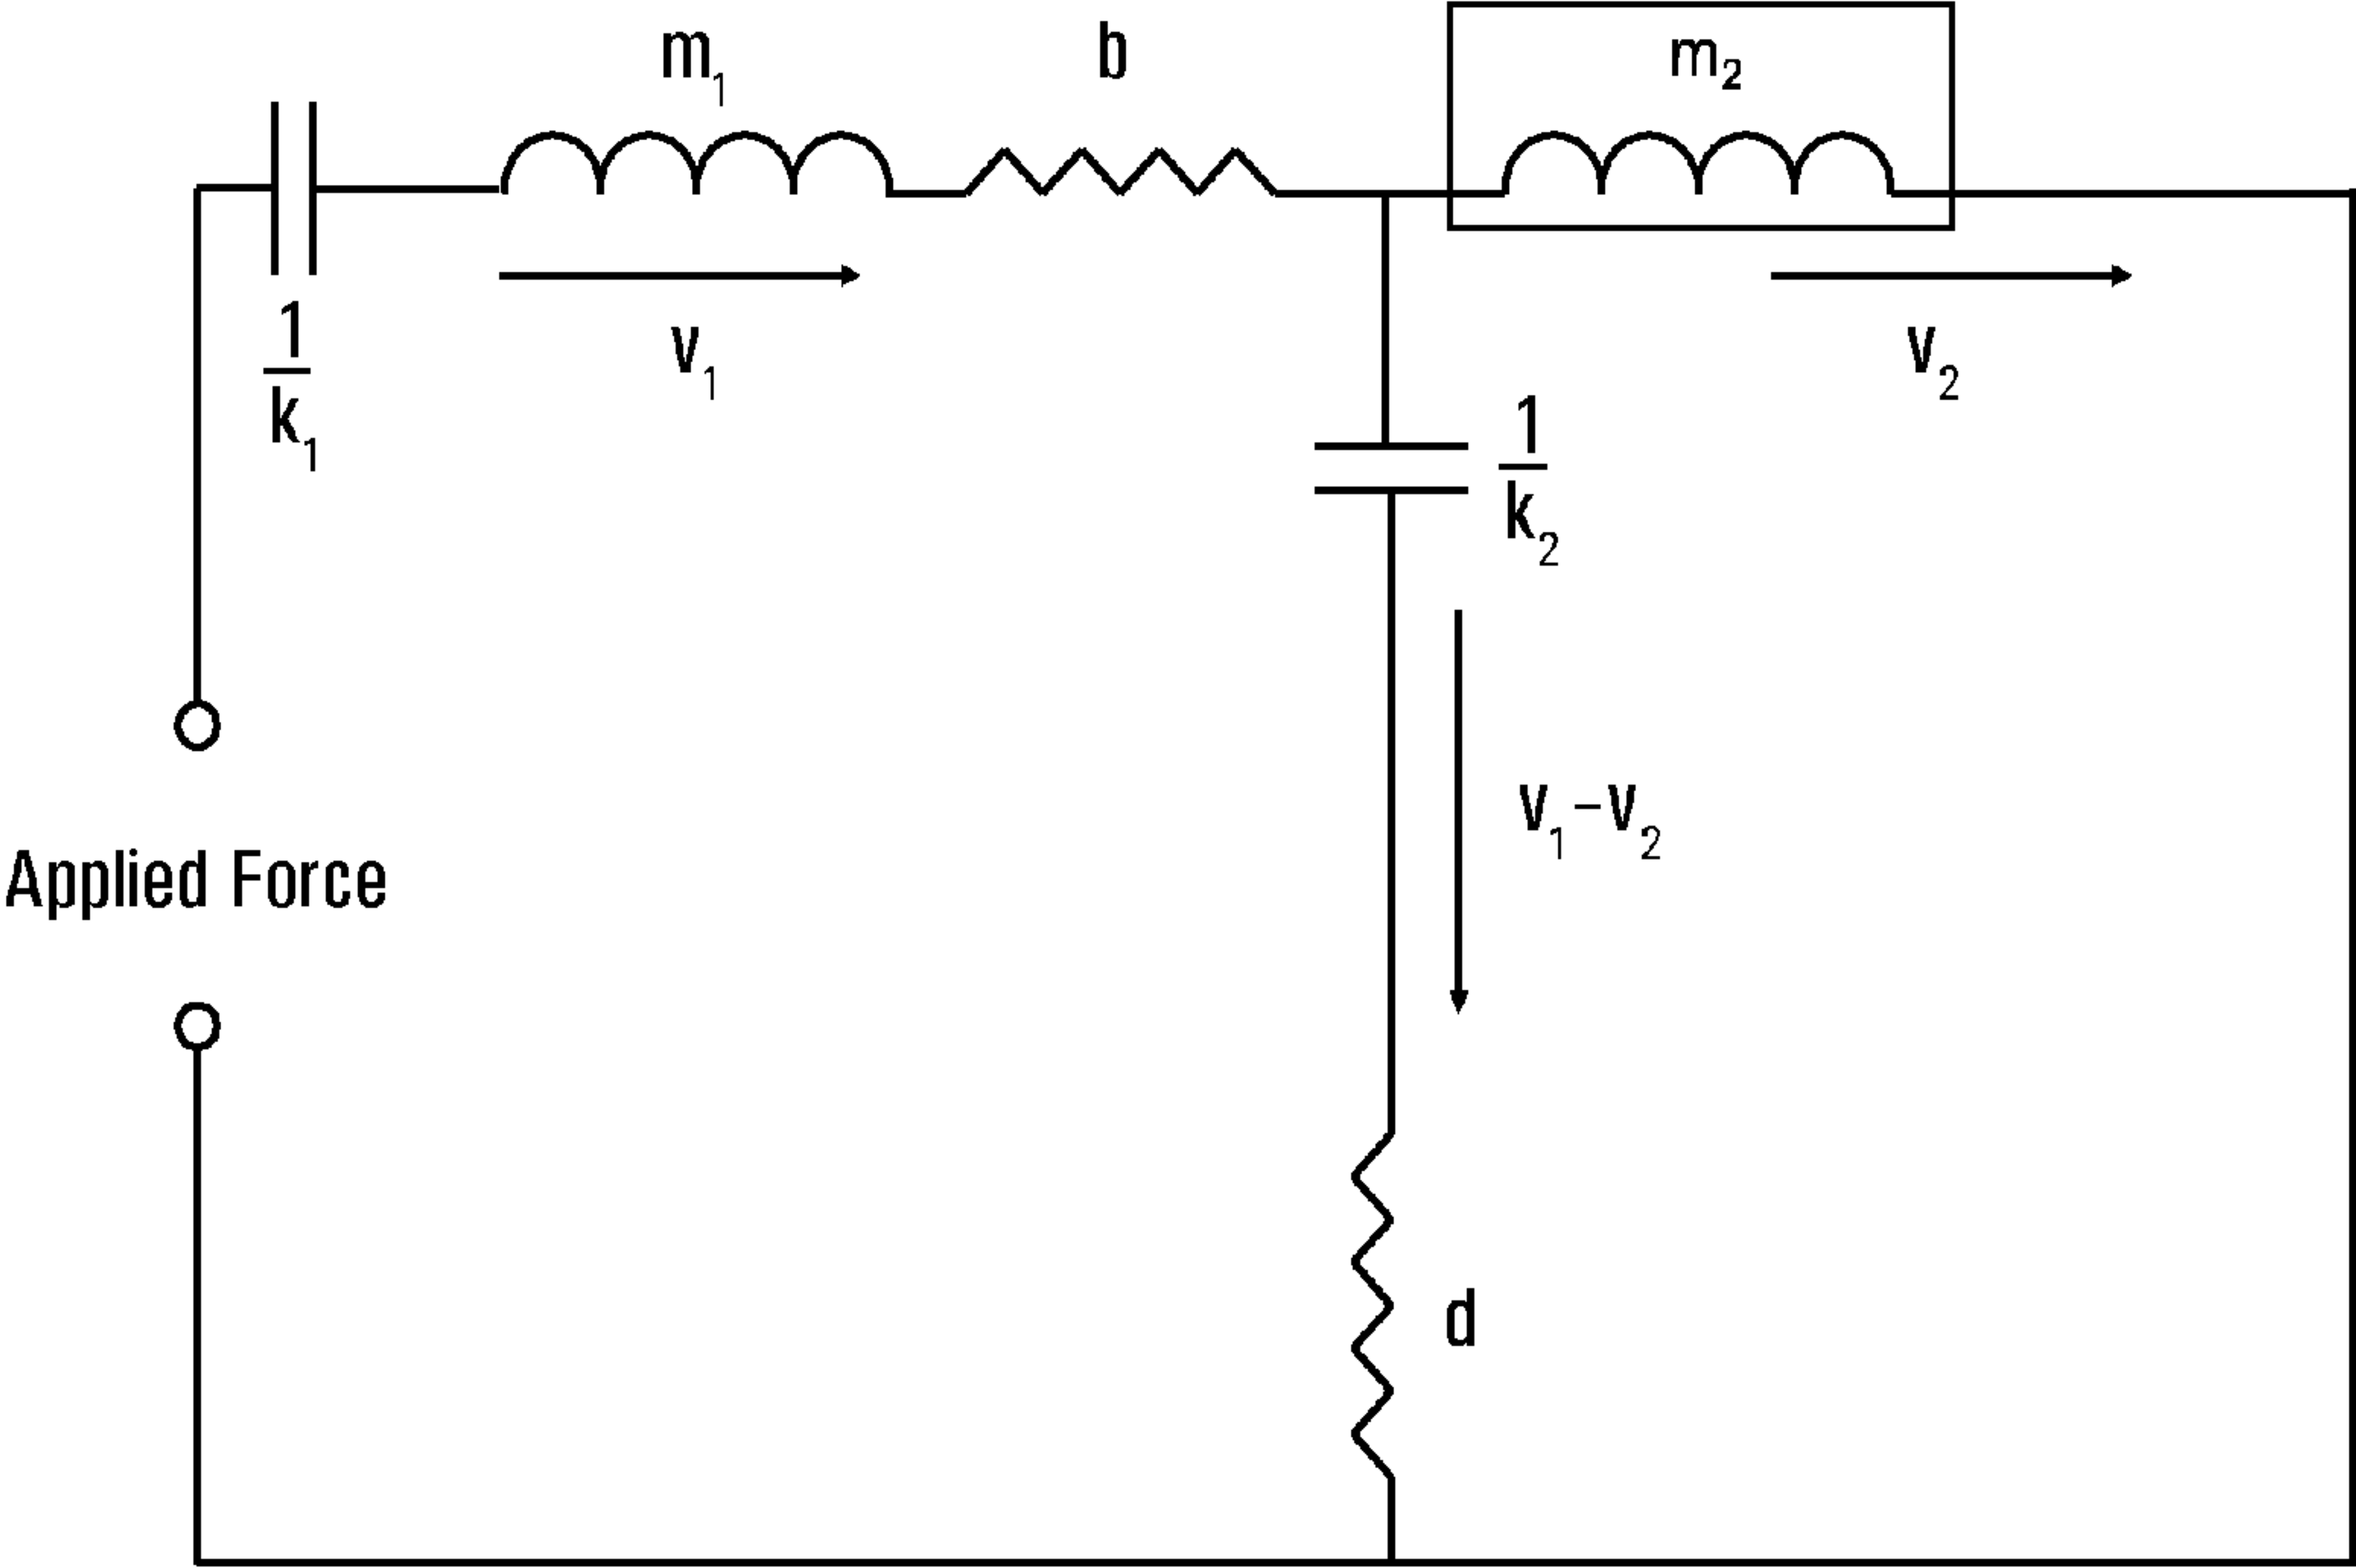 m₁
b
m₂
v₁
v₂
1
k₁
1
k₂
v₁–v₂
Applied Force
d